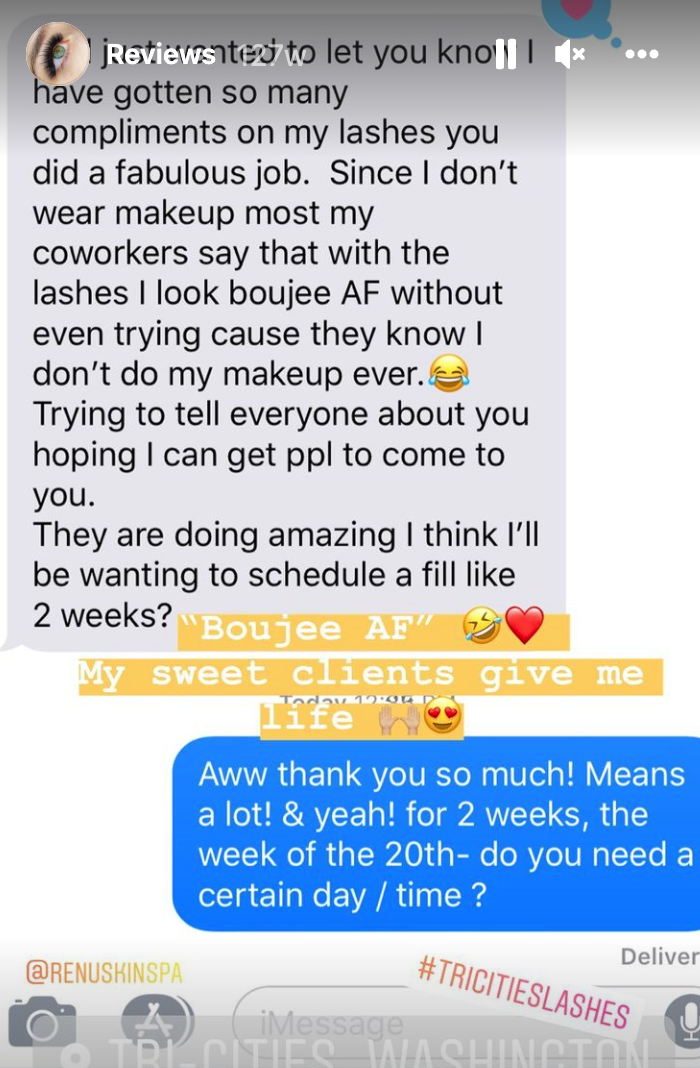 Reviews 127w
just wanted to let you know I
have gotten so many
compliments on my lashes you
did a fabulous job.  Since I don’t
wear makeup most my
coworkers say that with the
lashes I look boujee AF without
even trying cause they know I
don’t do my makeup ever.😂
Trying to tell everyone about you
hoping I can get ppl to come to
you.
They are doing amazing I think I’ll
be wanting to schedule a fill like
2 weeks?
“Boujee AF” 🤣❤️
My sweet clients give me
life 🙌🏼😍
Today
Aww thank you so much! Means
a lot! & yeah! for 2 weeks, the
week of the 20th- do you need a
certain day / time ?
Deliver
@RENUSKINSPA
#TRICITIESLASHES
iMessage
TRI-CITIES, WASHINGTON